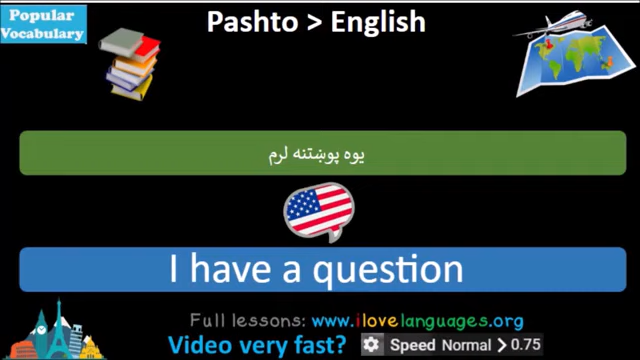 Popular
Vocabulary
Pashto > English
یوه پوښتنه لرم
I have a question
Full lessons: www.ilovelanguages.org
Video very fast? Speed Normal > 0.75